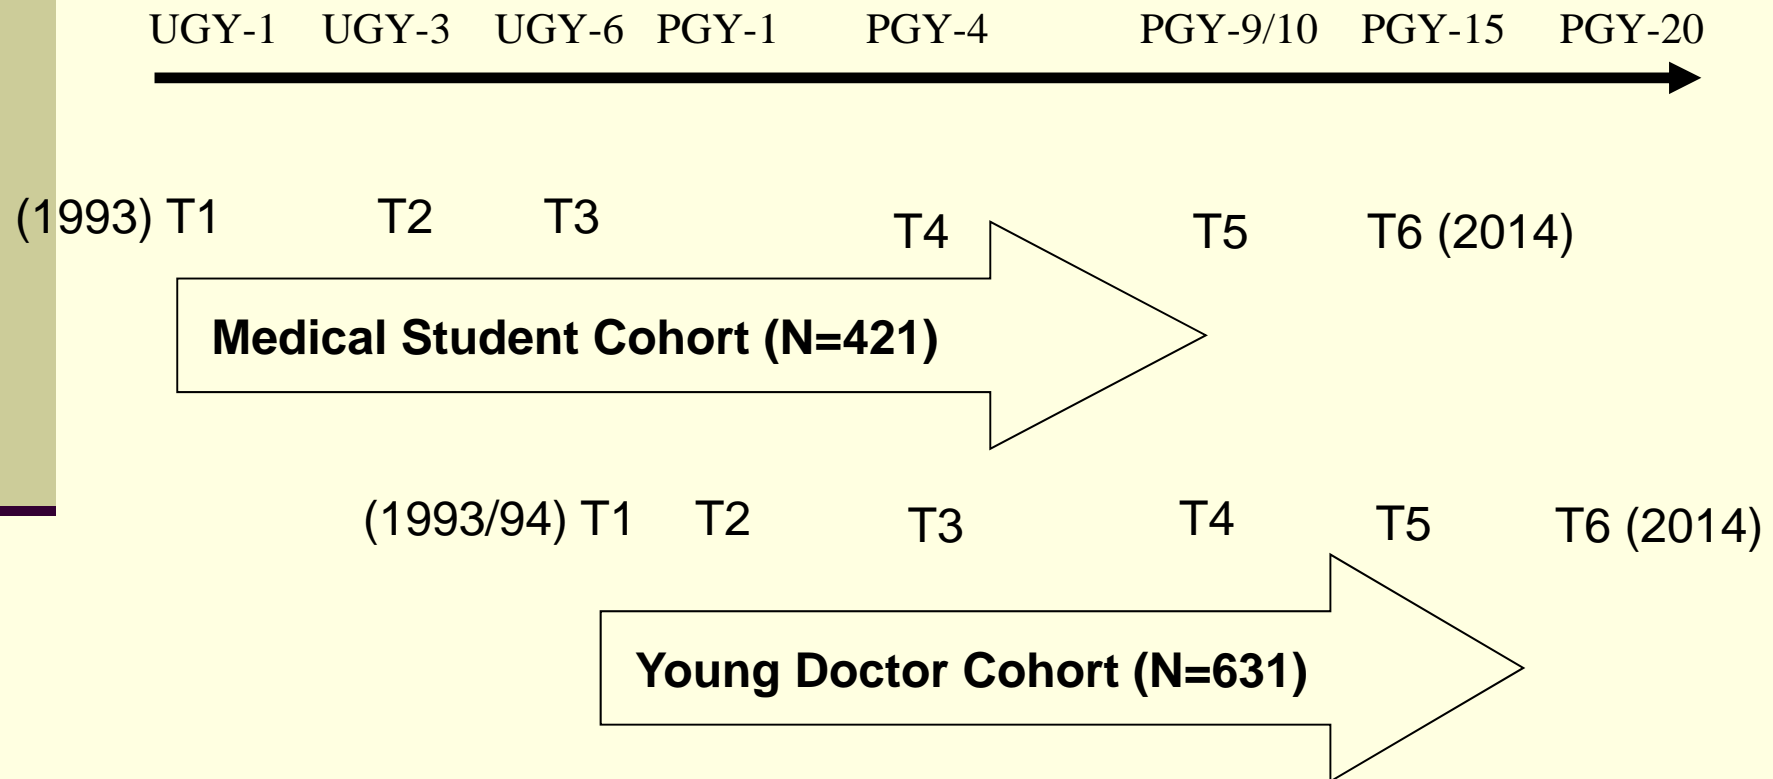 UGY-1 UGY-3 UGY-6 PGY-1 PGY-4 PGY-9/10 PGY-15 PGY-20
(1993) T1 T2 T3 T4 T5 T6 (2014)
Medical Student Cohort (N=421)
(1993/94) T1 T2 T3 T4 T5 T6 (2014)
Young Doctor Cohort (N=631)